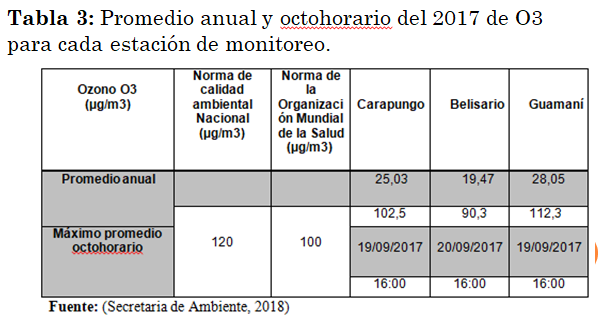 Tabla 3: Promedio anual y octohorario del 2017 de O3
para cada estación de monitoreo.
Ozono O3
(µg/m3)
Norma de
calidad
ambiental
Nacional
(µg/m3)
Norma de
la
Organizaci
ón Mundial
de la Salud
(µg/m3)
Carapungo
Belisario
Guamaní
Promedio anual
25,03
19,47
28,05
Máximo promedio
octohorario
120
100
102,5
90,3
112,3
19/09/2017
20/09/2017
19/09/2017
16:00
16:00
16:00
Fuente: (Secretaria de Ambiente, 2018)